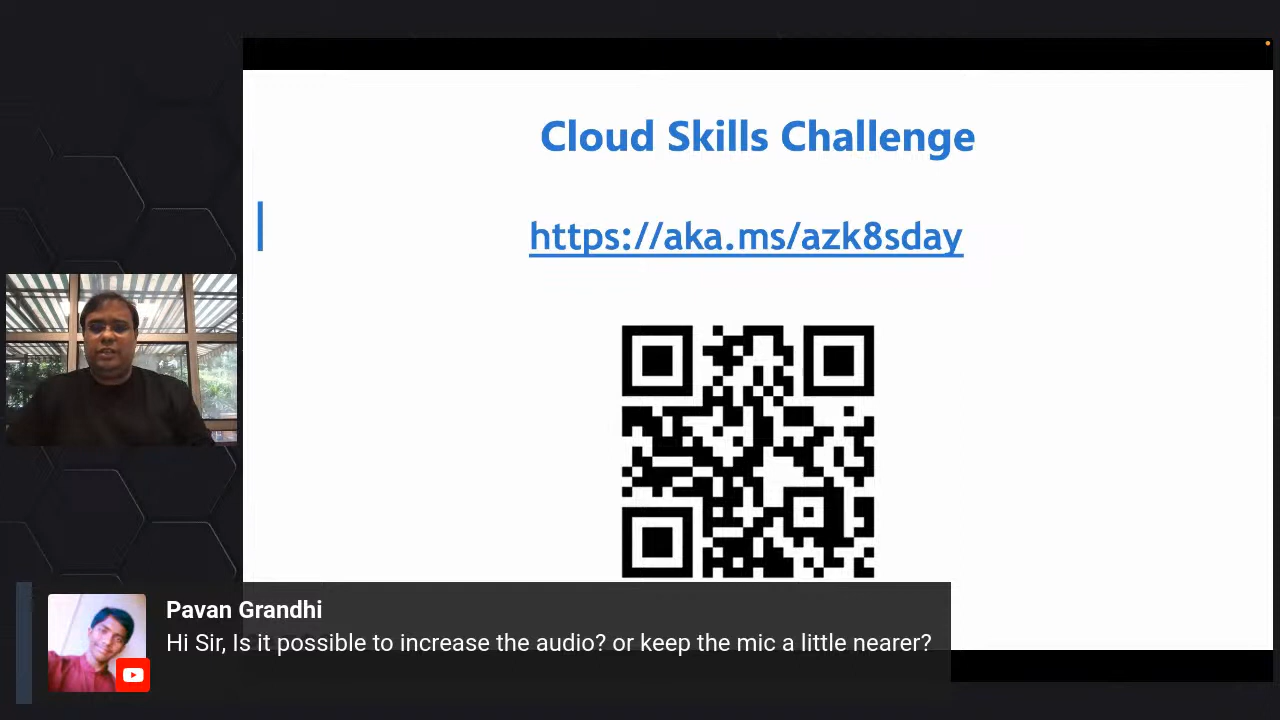 Cloud Skills Challenge
https://aka.ms/azk8sday
Pavan Grandhi
Hi Sir, Is it possible to increase the audio? or keep the mic a little nearer?